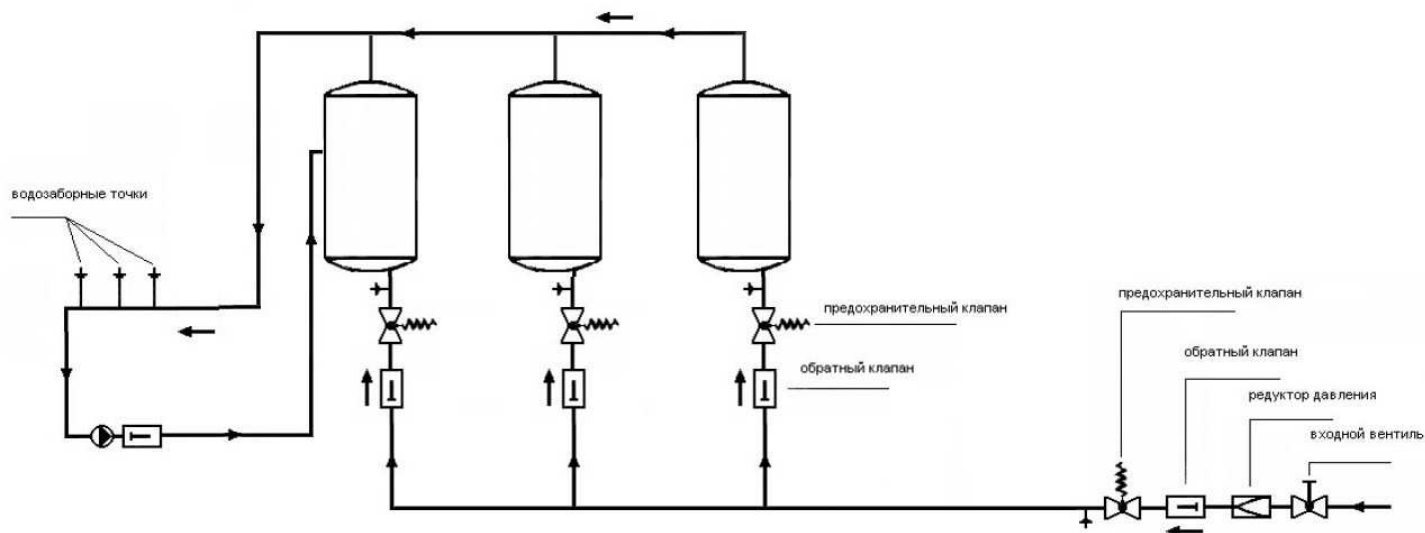 водозаборные точки
предохранительный клапан
предохранительный клапан
обратный клапан
обратный клапан
редуктор давления
входной вентиль